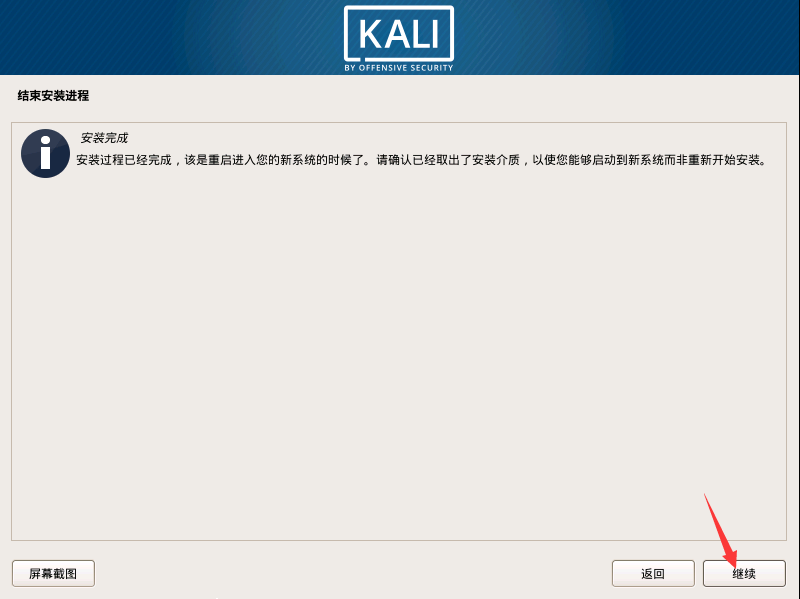 KALI
BY OFFENSIVE SECURITY
结束安装进程
安装完成
安装过程已经完成，该是重启进入您的新系统的时候了。请确认已经取出了安装介质，以使您能够启动到新系统而非重新开始安装。
屏幕截图
返回
继续